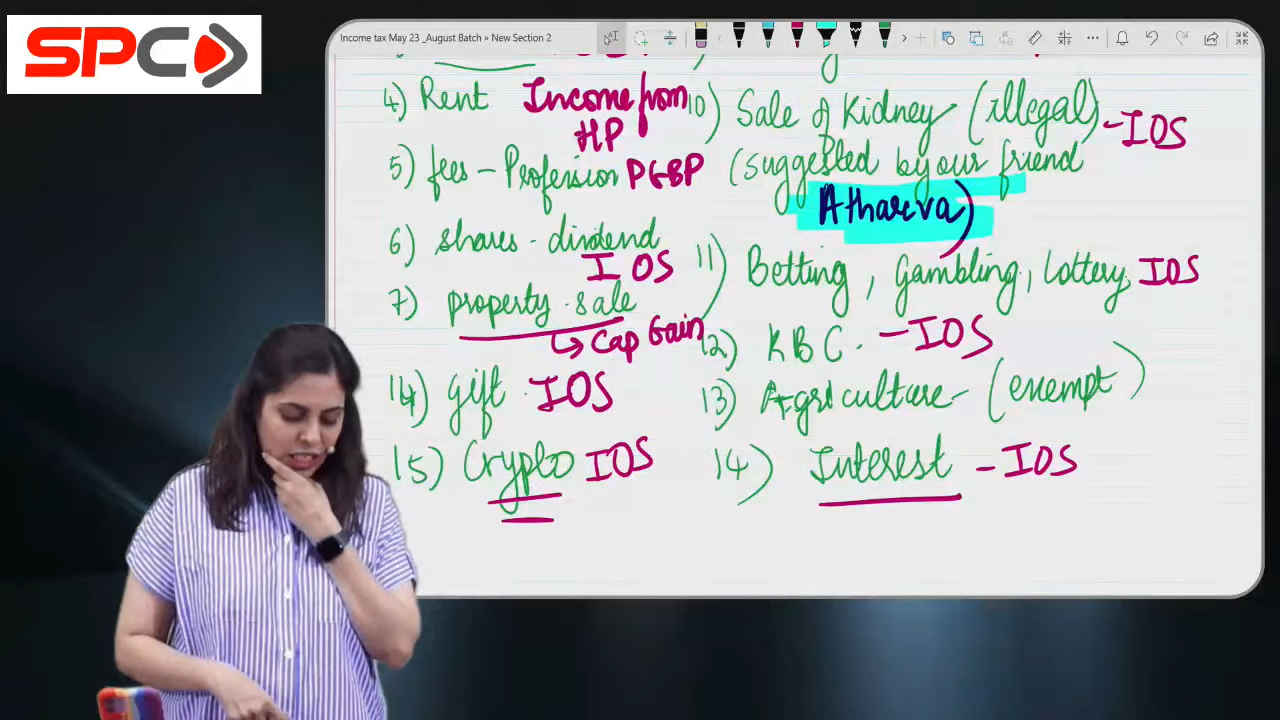 SPC
Income tax May 23 _August Batch » New Section 2
4) Rent Income from
HP
5) fees - Profession PGBP
6) shares - dividend
I OS
7) property sale
↳ Cap Gain
14) gift IOS
15) Crypto IOS
10) Sale of Kidney (illegal) - IOS
(suggested by our friend
Athareva)
11) Betting, Gambling, Lottery IOS
12) KBC - IOS
13) Agriculture - (exempt)
14) Interest - IOS